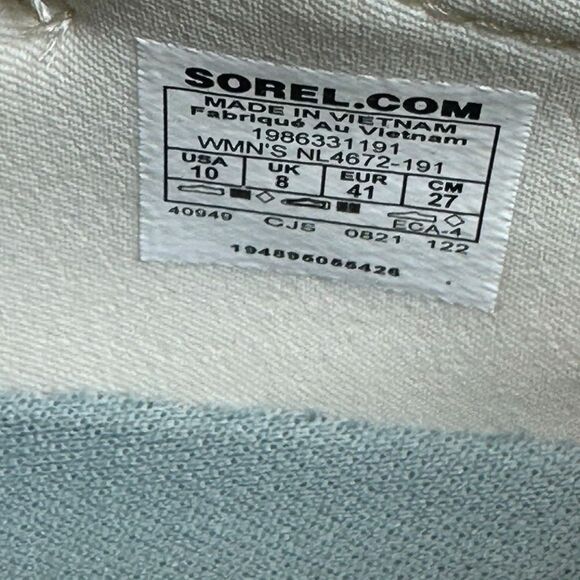 SOREL.COM
MADE IN VIETNAM
Fabriqué Au Vietnam
1986331191
WMN'S NL4672-191
USA UK EUR CM
10 8 41 27
ECA-4
40949 CJS 0821 122
194895055426